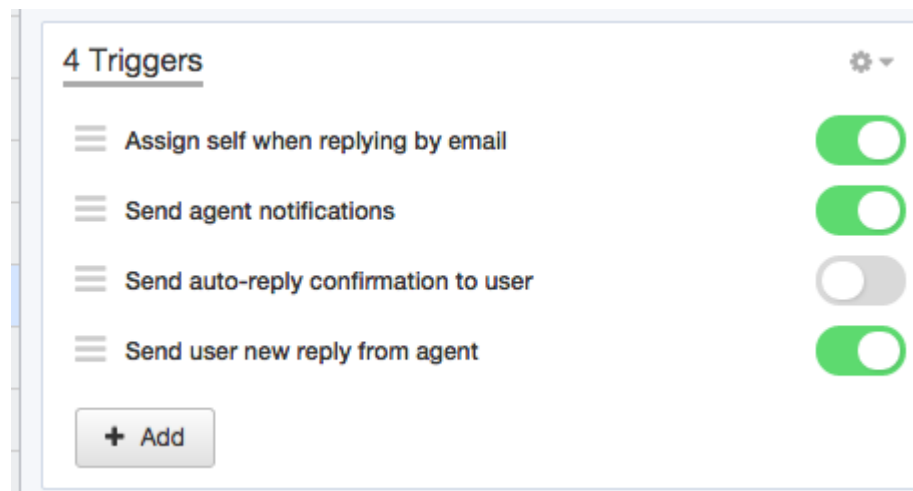 4 Triggers
Assign self when replying by email
Send agent notifications
Send auto-reply confirmation to user
Send user new reply from agent
+ Add